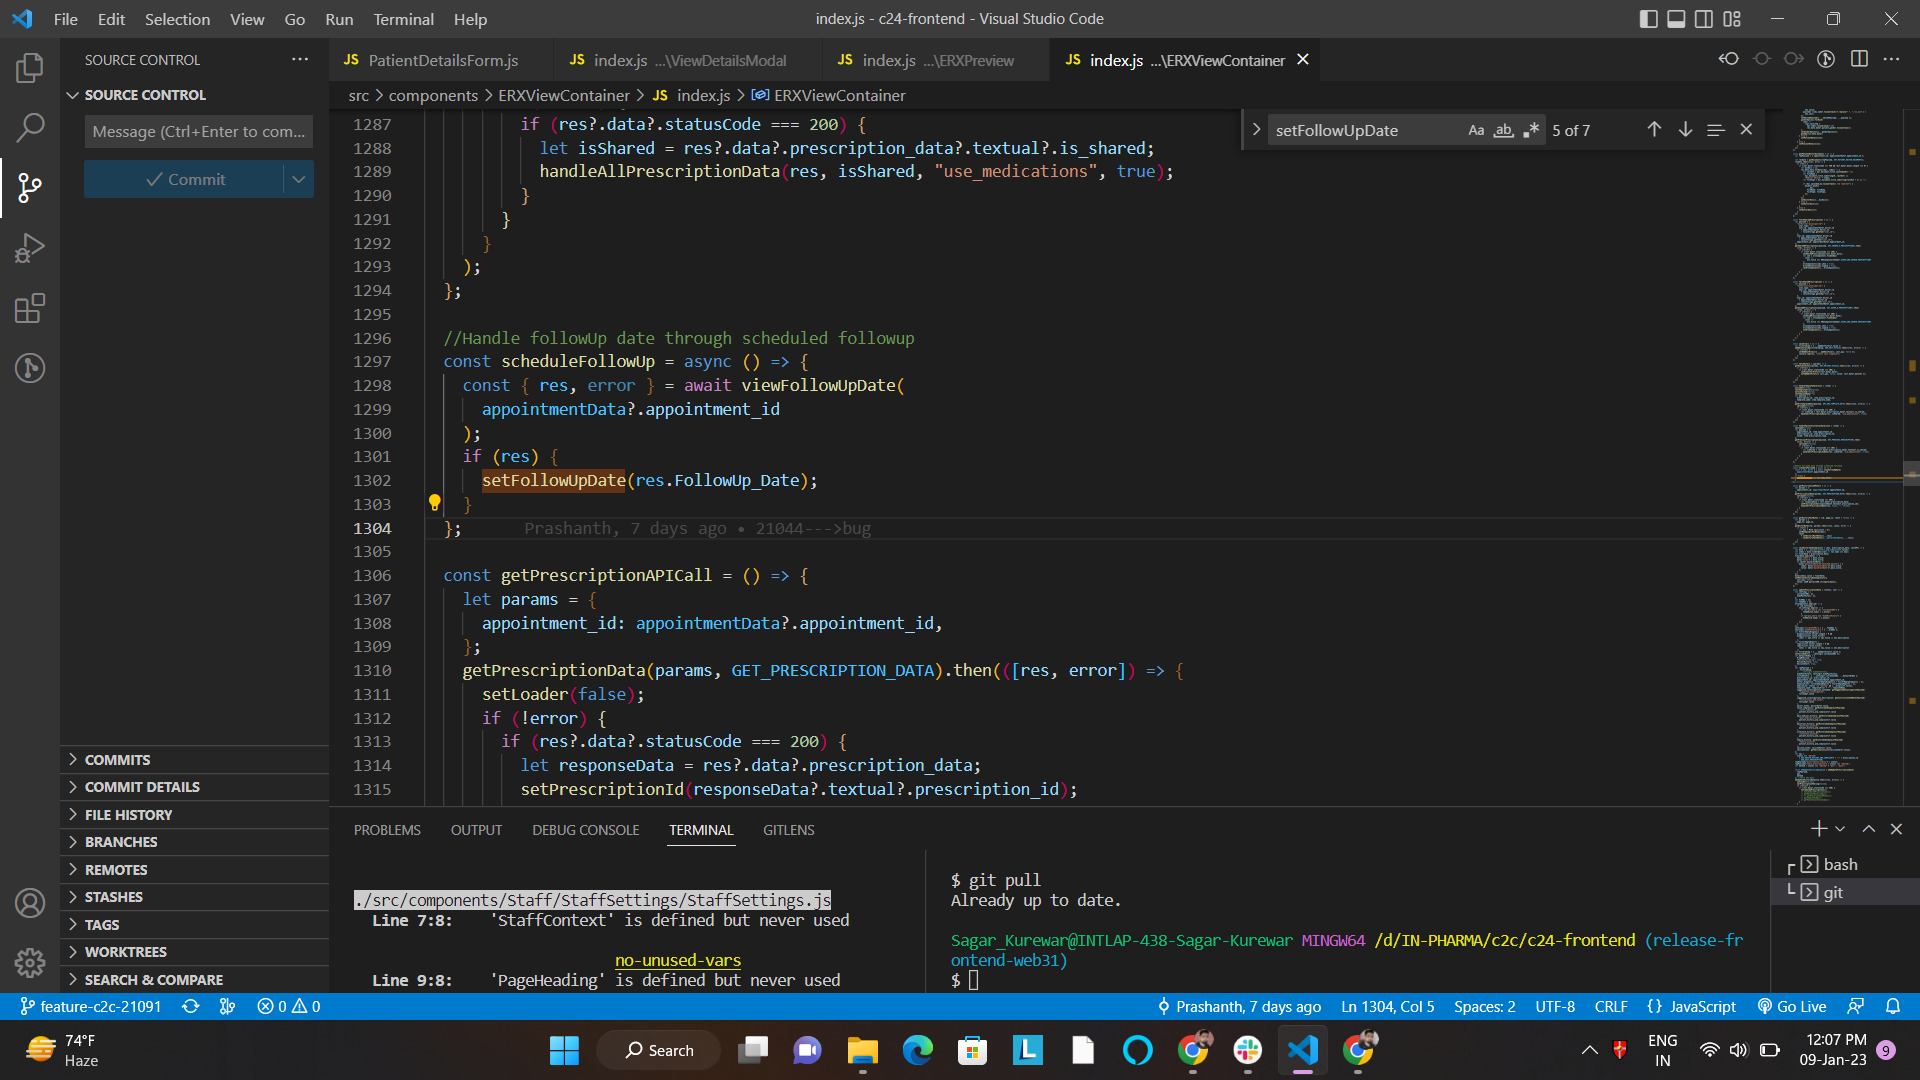 File Edit Selection View Go Run Terminal Help
index.js - c24-frontend - Visual Studio Code
SOURCE CONTROL
JS PatientDetailsForm.js
JS index.js ...\ViewDetailsModal
JS index.js ...\ERXPreview
JS index.js ...\ERXViewContainer
SOURCE CONTROL
src > components > ERXViewContainer > JS index.js > ERXViewContainer
Message (Ctrl+Enter to com...
Commit
setFollowUpDate Aa ab 5 of 7
1287 if (res?.data?.statusCode === 200) {
1288 let isShared = res?.data?.prescription_data?.textual?.is_shared;
1289 handleAllPrescriptionData(res, isShared, "use_medications", true);
1290 }
1291 }
1292 }
1293 );
1294 };
1295
1296 //Handle followUp date through scheduled followup
1297 const scheduleFollowUp = async () => {
1298 const { res, error } = await viewFollowUpDate(
1299 appointmentData?.appointment_id
1300 );
1301 if (res) {
1302 setFollowUpDate(res.FollowUp_Date);
1303 }
1304 }; Prashanth, 7 days ago • 21044--->bug
1305
1306 const getPrescriptionAPICall = () => {
1307 let params = {
1308 appointment_id: appointmentData?.appointment_id,
1309 };
1310 getPrescriptionData(params, GET_PRESCRIPTION_DATA).then(([res, error]) => {
1311 setLoader(false);
1312 if (!error) {
1313 if (res?.data?.statusCode === 200) {
1314 let responseData = res?.data?.prescription_data;
1315 setPrescriptionId(responseData?.textual?.prescription_id);
COMMITS
COMMIT DETAILS
FILE HISTORY
BRANCHES
REMOTES
STASHES
TAGS
WORKTREES
SEARCH & COMPARE
PROBLEMS OUTPUT DEBUG CONSOLE TERMINAL GITLENS
./src/components/Staff/StaffSettings/StaffSettings.js
Line 7:8: 'StaffContext' is defined but never used
no-unused-vars
Line 9:8: 'PageHeading' is defined but never used
$ git pull
Already up to date.
Sagar_Kurewar@INTLAP-438-Sagar-Kurewar MINGW64 /d/IN-PHARMA/c2c/c24-frontend (release-fr
ontend-web31)
$
bash
git
feature-c2c-21091 0 0
Prashanth, 7 days ago Ln 1304, Col 5 Spaces: 2 UTF-8 CRLF {} JavaScript Go Live
74°F
Haze
Search
L
ENG
IN
12:07 PM
09-Jan-23
9